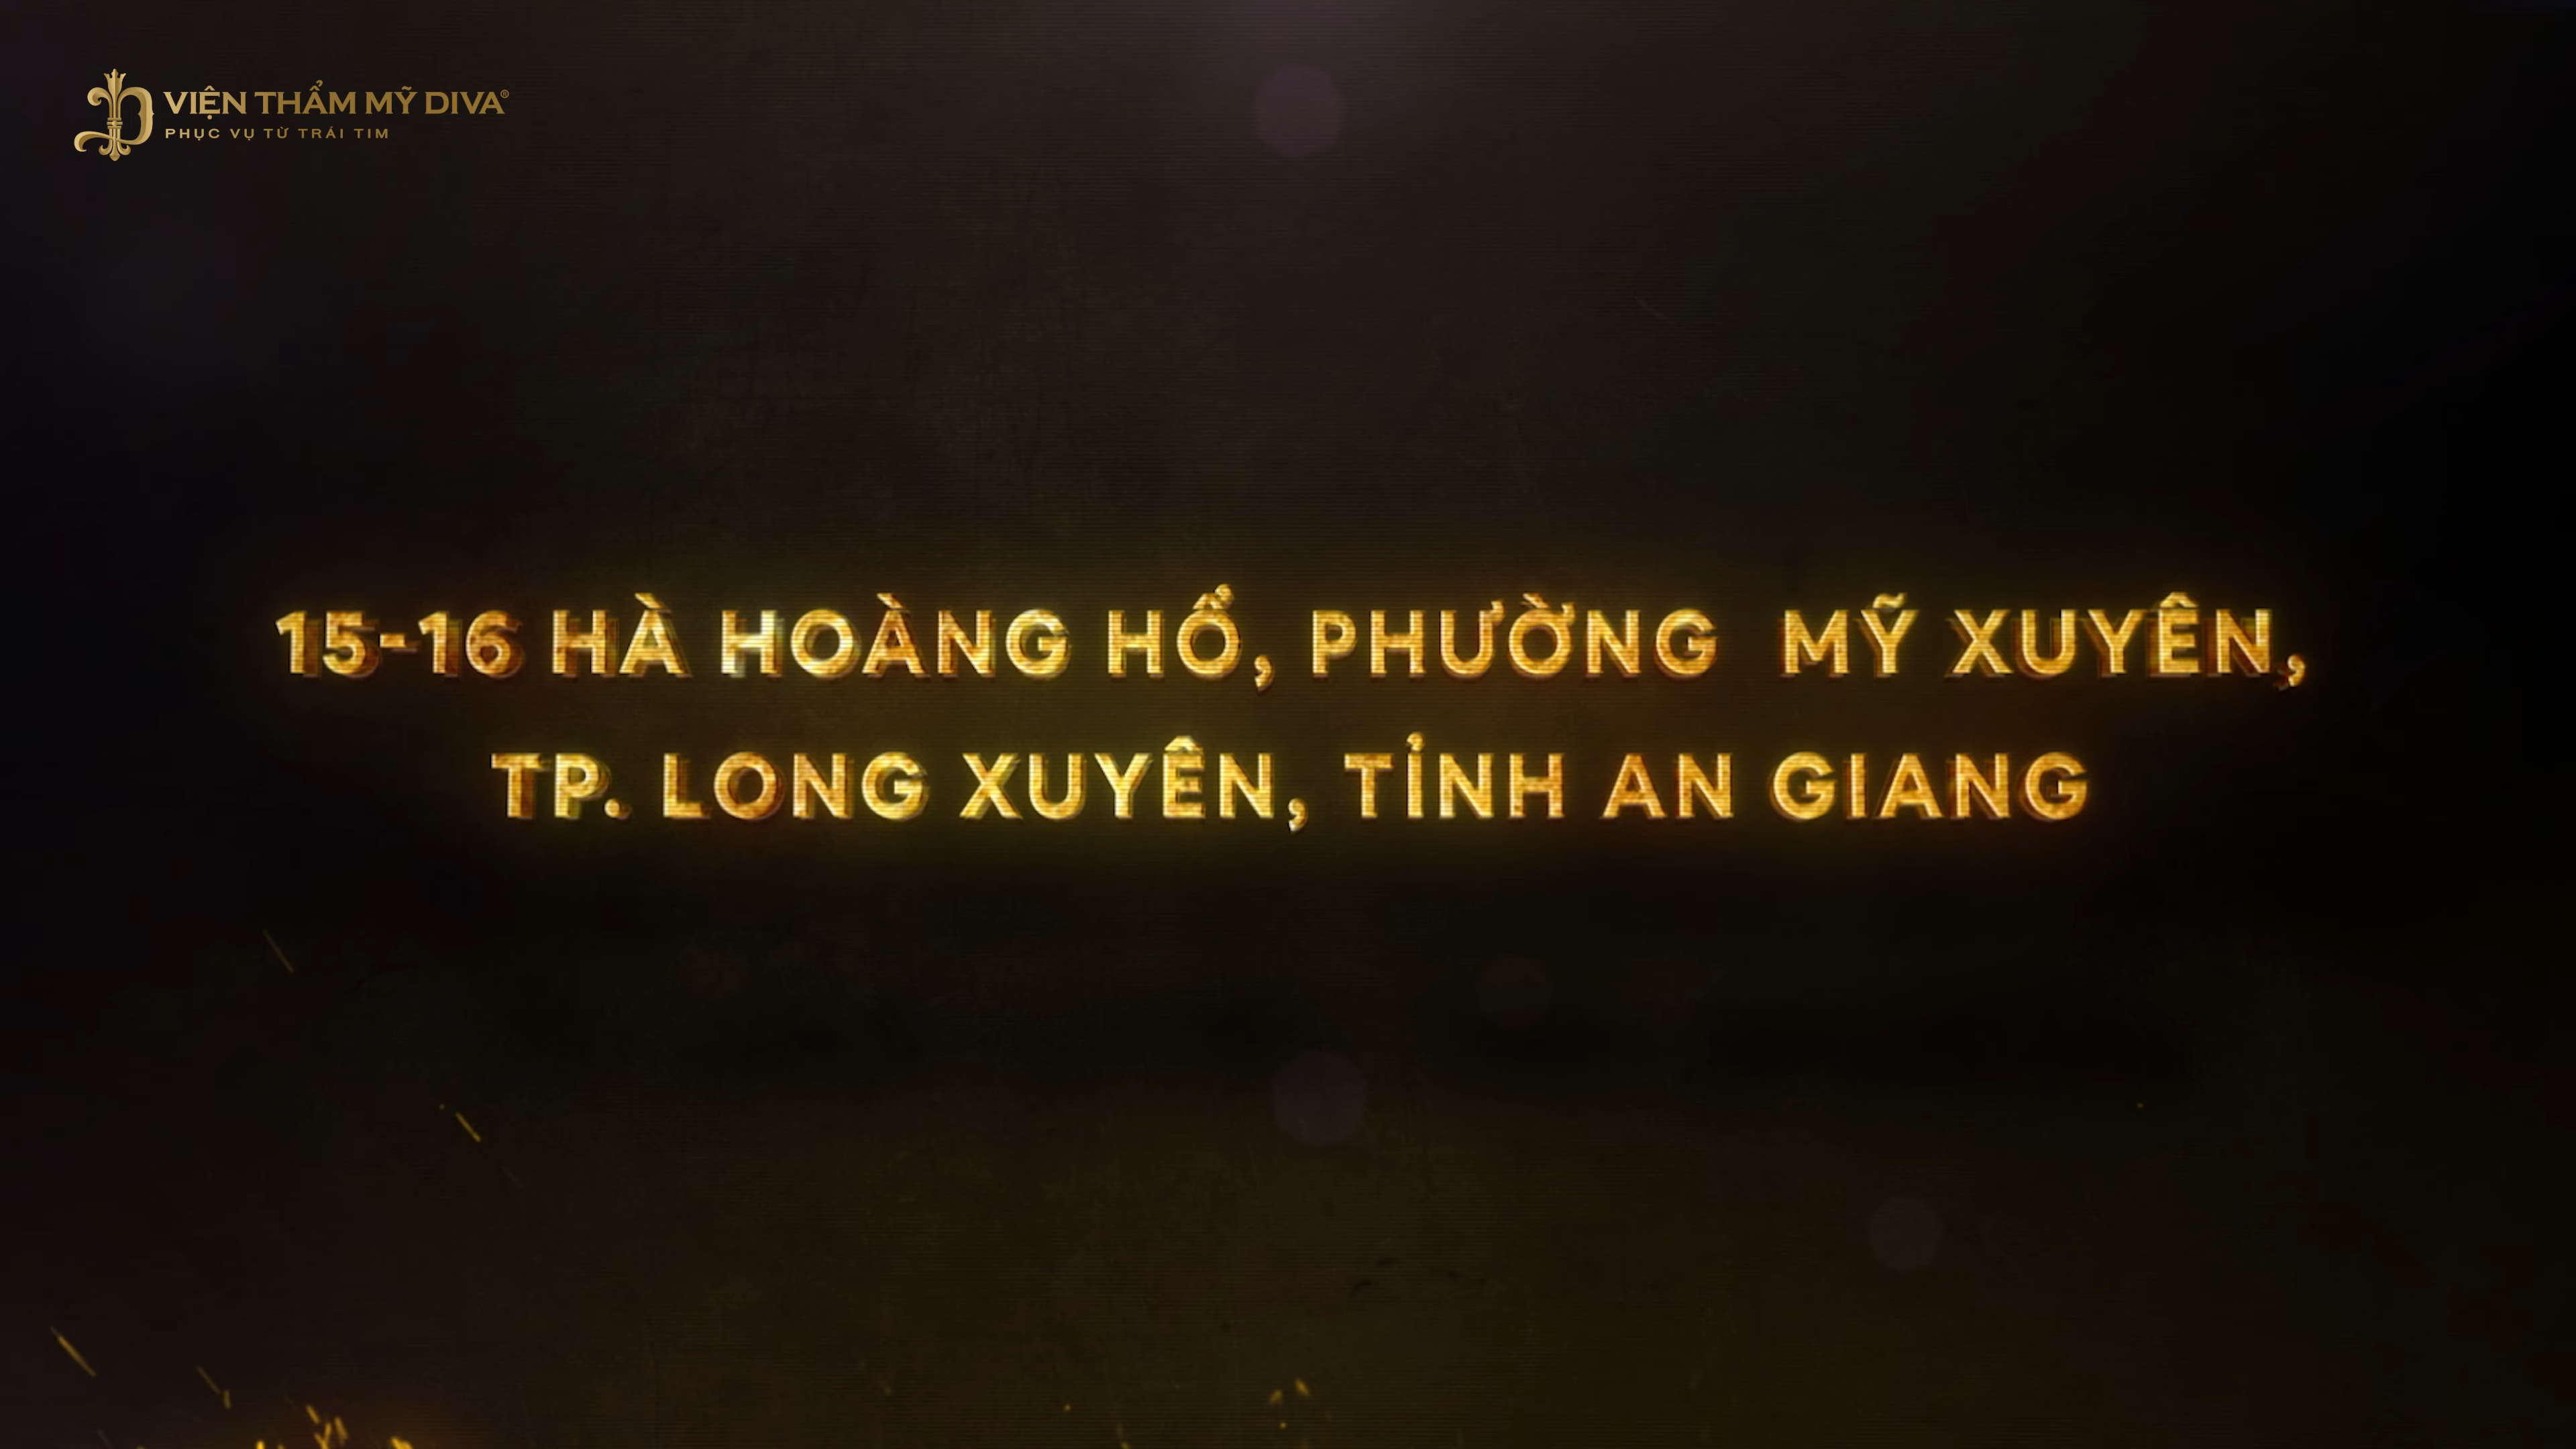 VIỆN THẨM MỸ DIVA®
PHỤC VỤ TỪ TRÁI TIM
15-16 HÀ HOÀNG HỔ, PHƯỜNG MỸ XUYÊN,
TP. LONG XUYÊN, TỈNH AN GIANG